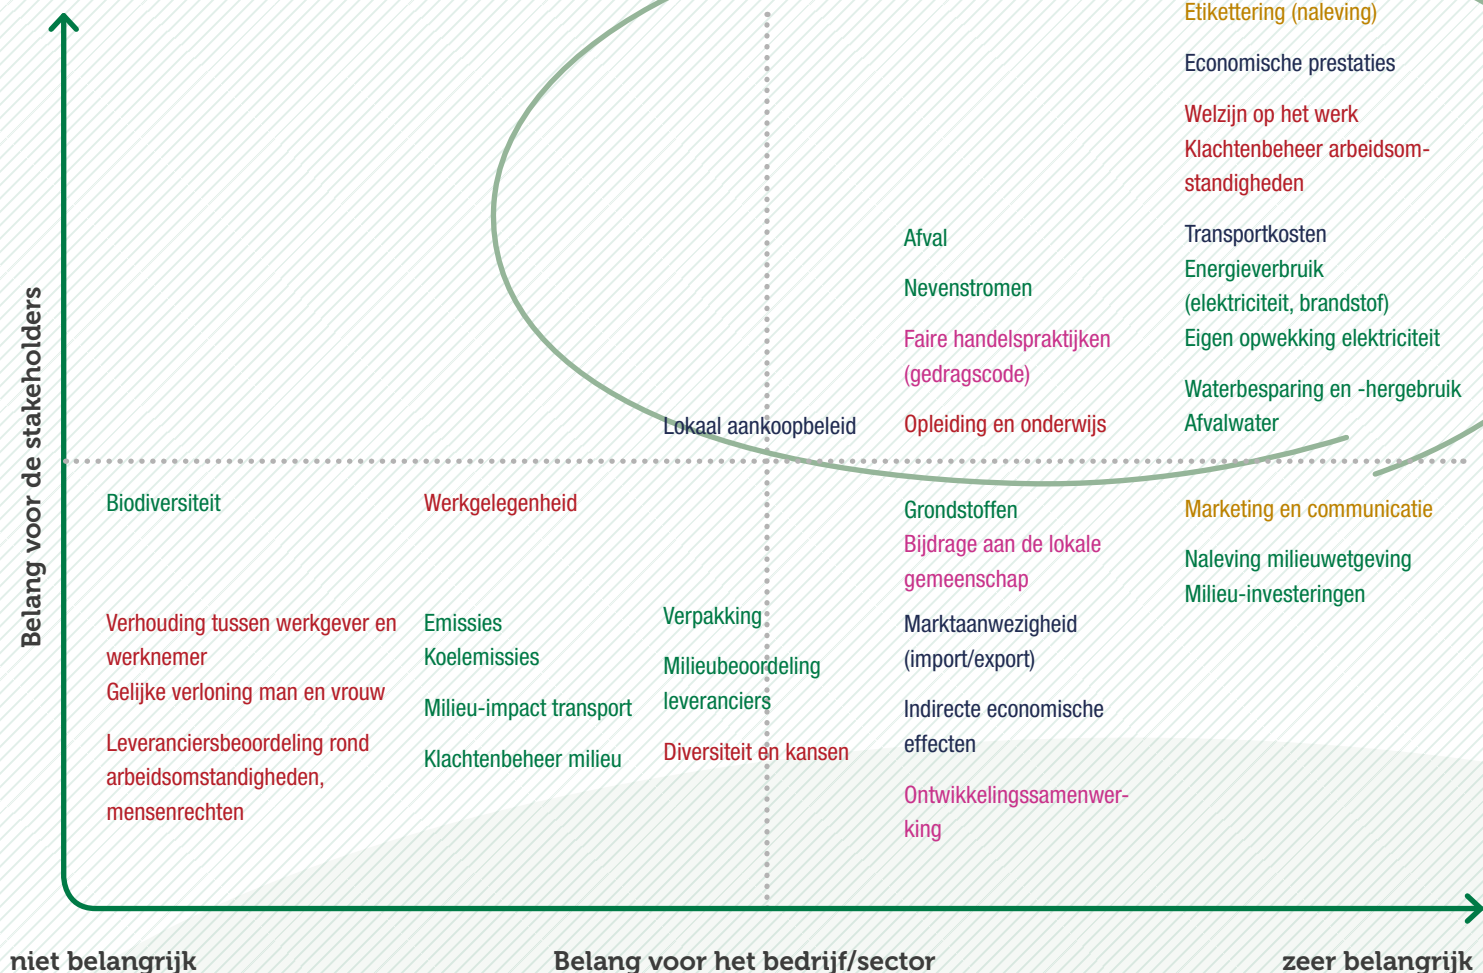 Etikettering (naleving)
Economische prestaties
Welzijn op het werk
Klachtenbeheer arbeidsom-
standigheden
Afval
Nevenstromen
Faire handelspraktijken
(gedragscode)
Opleiding en onderwijs
Transportkosten
Energieverbruik
(elektriciteit, brandstof)
Eigen opwekking elektriciteit
Waterbesparing en -hergebruik
Afvalwater
Lokaal aankoopbeleid
Belang voor de stakeholders
Biodiversiteit
Verhouding tussen werkgever en
werknemer
Gelijke verloning man en vrouw
Leveranciersbeoordeling rond
arbeidsomstandigheden,
mensenrechten
Werkgelegenheid
Emissies
Koelemissies
Milieu-impact transport
Klachtenbeheer milieu
Verpakking
Milieubeoordeling
leveranciers
Diversiteit en kansen
Grondstoffen
Bijdrage aan de lokale
gemeenschap
Marktaanwezigheid
(import/export)
Indirecte economische
effecten
Ontwikkelingssamenwer-
king
Marketing en communicatie
Naleving milieuwetgeving
Milieu-investeringen
niet belangrijk
Belang voor het bedrijf/sector
zeer belangrijk